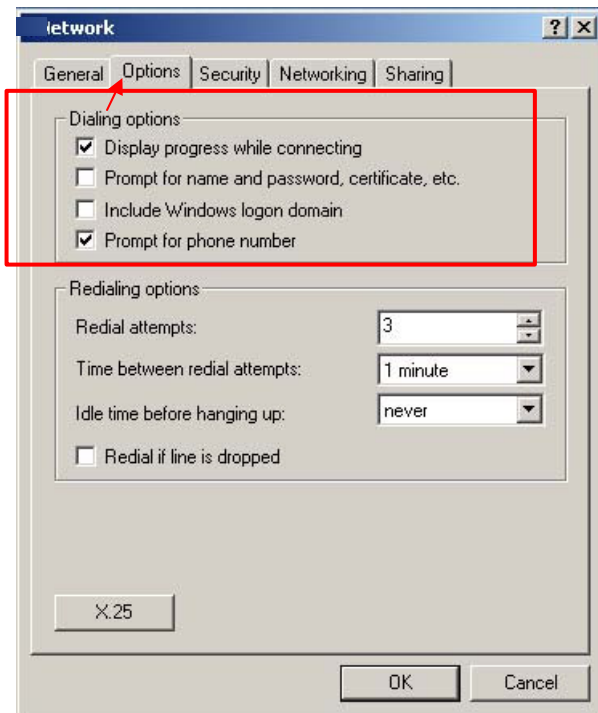 etwork
General Options Security Networking Sharing
Dialing options
Display progress while connecting
Prompt for name and password, certificate, etc.
Include Windows logon domain
Prompt for phone number
Redialing options
Redial attempts: 3
Time between redial attempts: 1 minute
Idle time before hanging up: never
Redial if line is dropped
X.25
OK Cancel